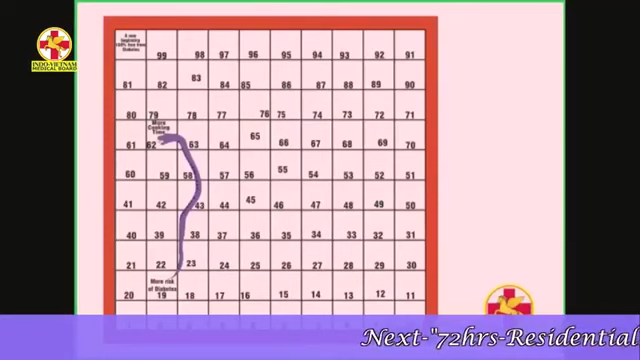 INDO-VIETNAM
MEDICAL BOARD
A new
beginning
100% free from
Diabetes
99 98 97 96 95 94 93 92 91
81 82 83 84 85 86 87 88 89 90
80 79 78 77 76 75 74 73 72 71
More
Cooking
Time
61 62 63 64 65 66 67 68 69 70
60 59 58 57 56 55 54 53 52 51
41 42 43 44 45 46 47 48 49 50
40 39 38 37 36 35 34 33 32 31
21 22 23 24 25 26 27 28 29 30
More risk
of Diabetes
20 19 18 17 16 15 14 13 12 11
Next-"72hrs-Residential